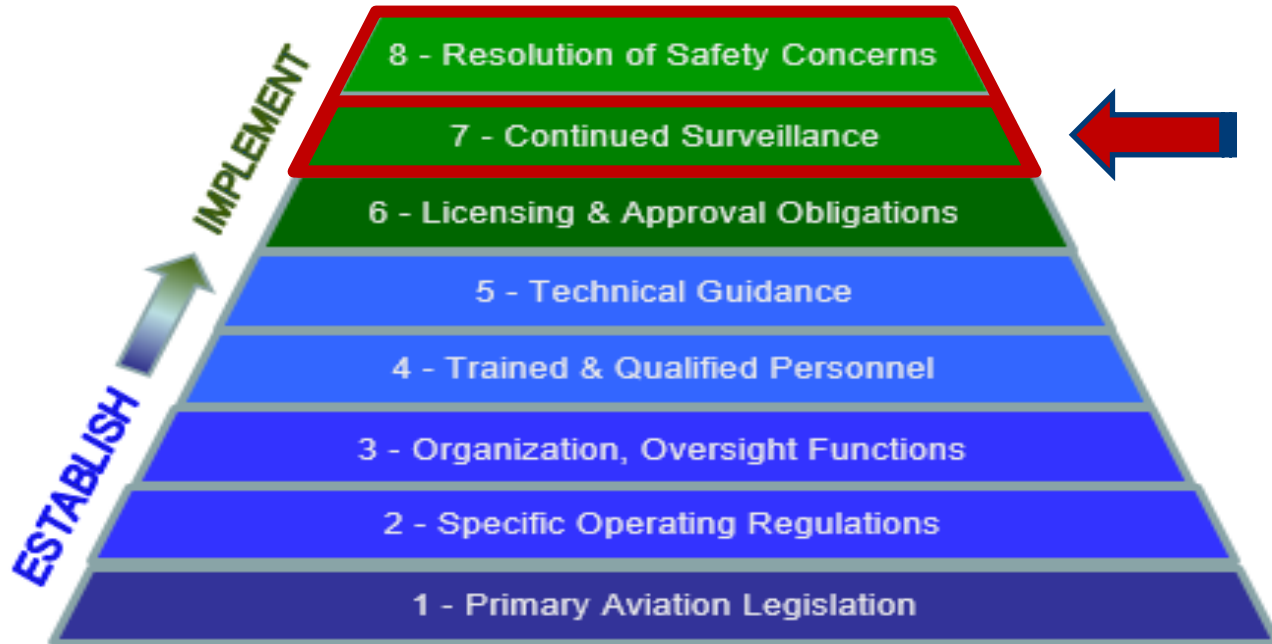 8 - Resolution of Safety Concerns
7 - Continued Surveillance
6 - Licensing & Approval Obligations
5 - Technical Guidance
4 - Trained & Qualified Personnel
3 - Organization, Oversight Functions
2 - Specific Operating Regulations
1 - Primary Aviation Legislation
IMPLEMENT
ESTABLISH